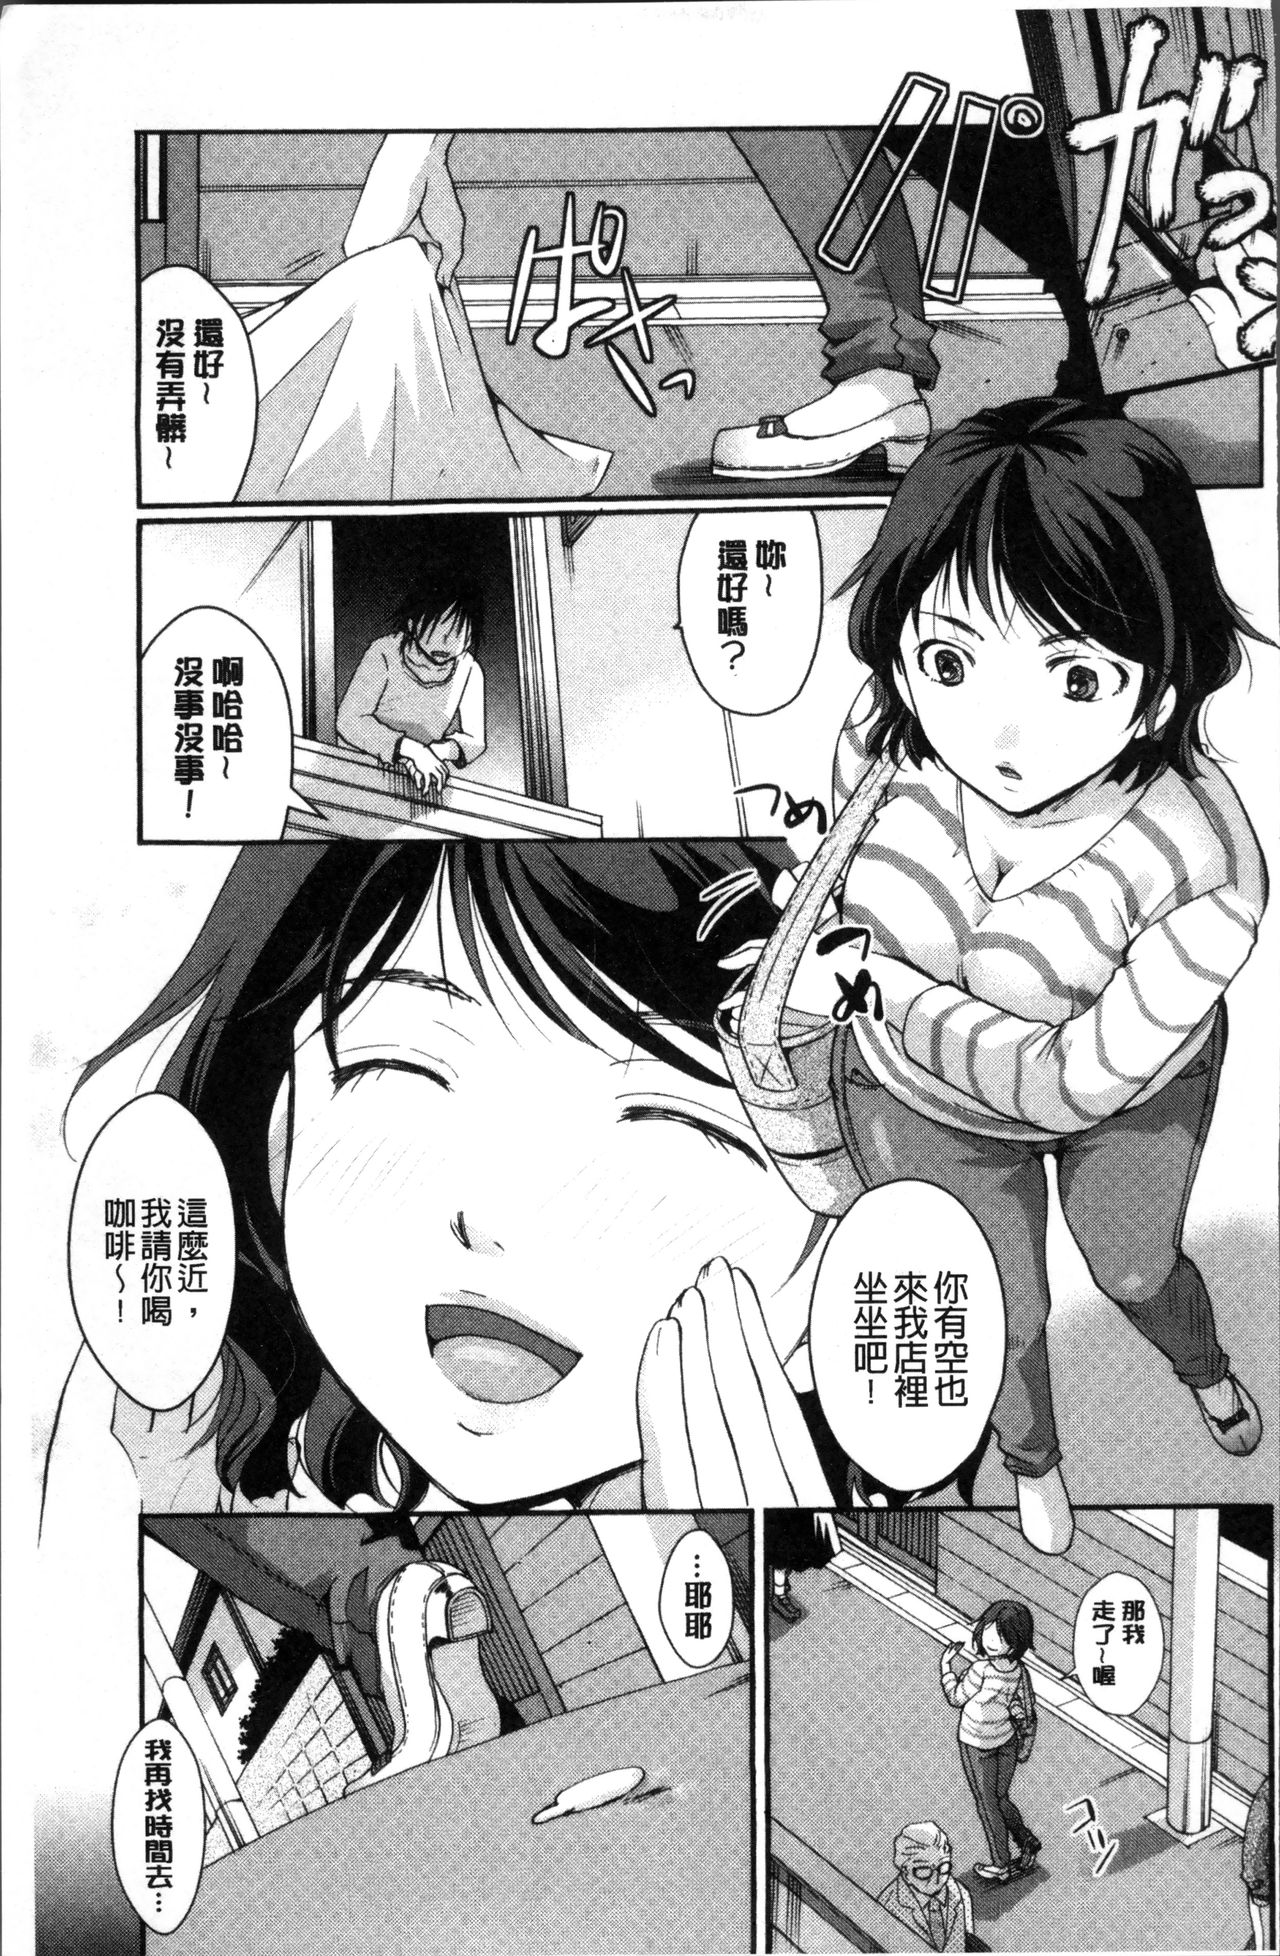 ガラッ
パパ
ぱぱっ
還好～
沒有弄髒～
妳～
還好嗎？
啊哈哈～
沒事沒事！
つめ
つめ
你有空也
來我店裡
坐坐吧！
這麼近，
我請你喝
咖啡～！
那我
走了～喔
コッ
…耶耶
我再找時間去…